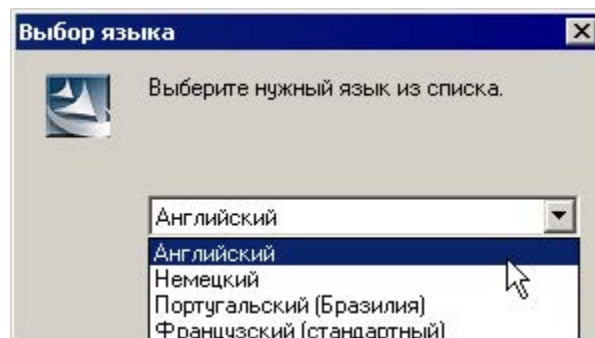 Выбор языка
Выберите нужный язык из списка.
Английский
Английский
Немецкий
Португальский (Бразилия)
Французский (стандартный)